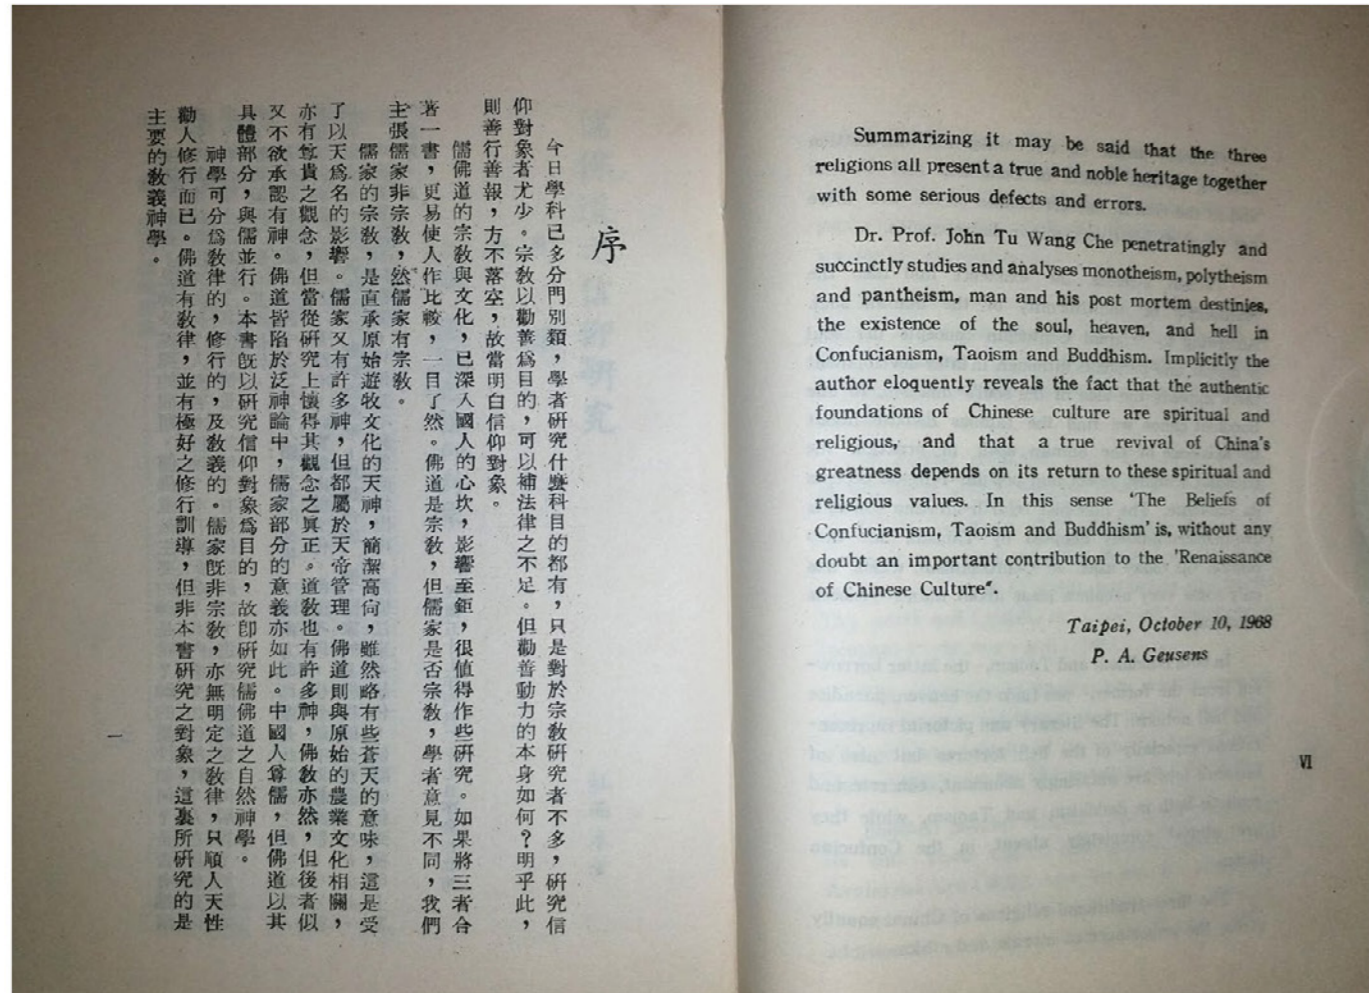 Summarizing it may be said that the three
religions all present a true and noble heritage together
with some serious defects and errors.
Dr. Prof. John Tu Wang Che penetratingly and
succinctly studies and analyses monotheism, polytheism
and pantheism, man and his post mortem destinies,
the existence of the soul, heaven, and hell in
Confucianism, Taoism and Buddhism. Implicitly the
author eloquently reveals the fact that the authentic
foundations of Chinese culture are spiritual and
religious, and that a true revival of China's
greatness depends on its return to these spiritual and
religious values. In this sense 'The Beliefs of
Confucianism, Taoism and Buddhism' is, without any
doubt an important contribution to the 'Renaissance
of Chinese Culture".
Taipei, October 10, 1968
P. A. Geusens
VI
序
今日學科已多分門別類，學者研究什麼科目的都有，只是對於宗教研究者不多，研究信
仰對象者尤少。宗教以勸善爲目的，可以補法律之不足。但勸善動力的本身如何？明乎此，
則善行善報，方不落空，故當明白信仰對象。
儒佛道的宗教與文化，已深入國人的心坎，影響至鉅，很值得作些研究。如果將三者合
著一書，更易使人作比較，一目了然。佛道是宗教，但儒家是否宗教，學者意見不同，我們
主張儒家非宗教，然儒家有宗教。
儒家的宗教，是直承原始遊牧文化的天神，簡潔高尙，雖然略有些蒼天的意味，這是受
了以天爲名的影響。儒家又有許多神，但都屬於天帝管理。佛道則與原始的農業文化相關，
亦有尊貴之觀念，但當從研究上懷得其觀念之眞正。道教也有許多神，佛教亦然，但後者似
又不欲承認有神。佛道皆陷於泛神論中，儒家部分的意義亦如此。中國人尊儒，但佛道以其
具體部分，與儒並行。本書旣以研究信仰對象爲目的，故卽研究儒佛道之自然神學。
神學可分爲教律的，修行的，及教義的。儒家旣非宗教，亦無明定之教律，只順人天性
勸人修行而已。佛道有教律，並有極好之修行訓導，但非本書研究之對象，這裏所研究的是
主要的教義神學。
一